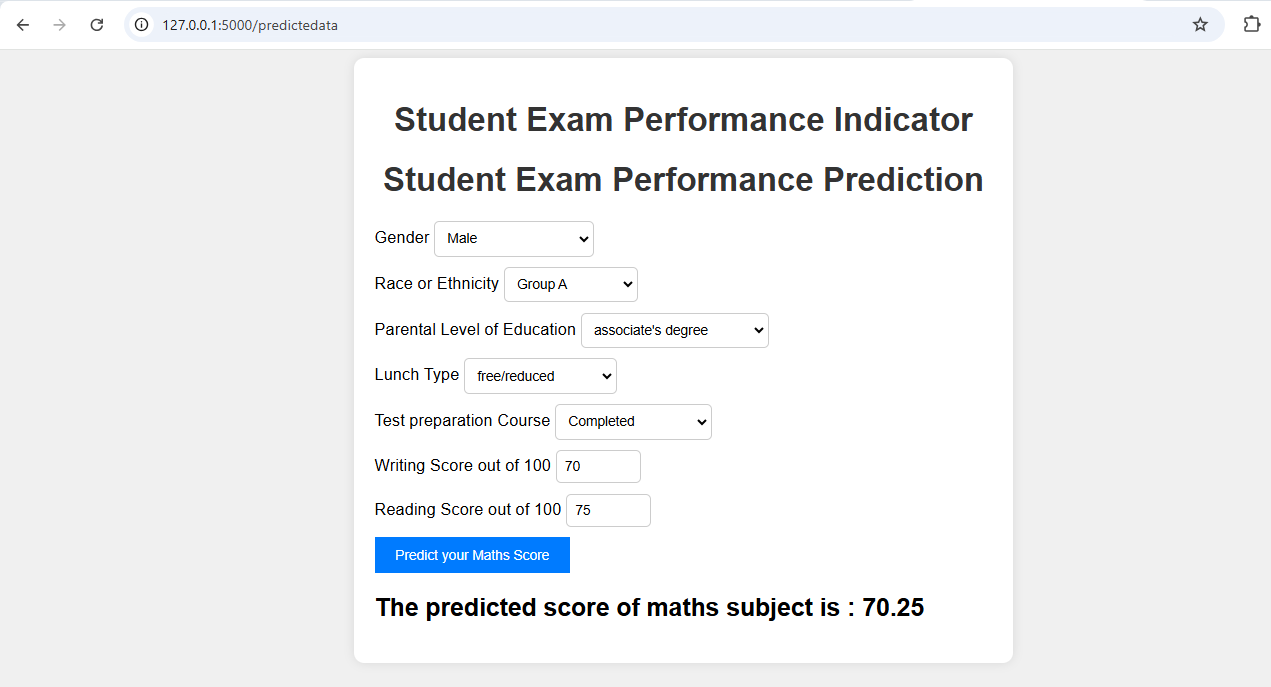 127.0.0.1:5000/predictedata
Student Exam Performance Indicator
Student Exam Performance Prediction
Gender Male
Race or Ethnicity Group A
Parental Level of Education associate's degree
Lunch Type free/reduced
Test preparation Course Completed
Writing Score out of 100 70
Reading Score out of 100 75
Predict your Maths Score
The predicted score of maths subject is : 70.25